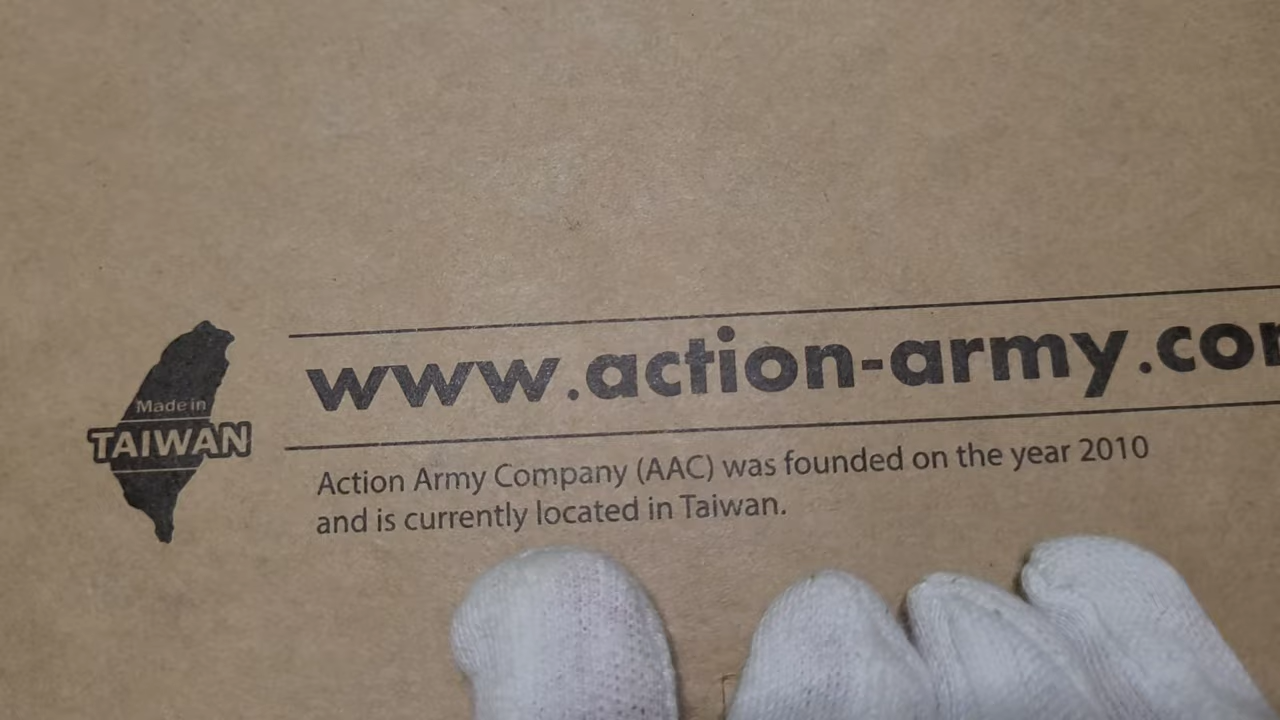 Made in
TAIWAN
www.action-army.co
Action Army Company (AAC) was founded on the year 2010
and is currently located in Taiwan.